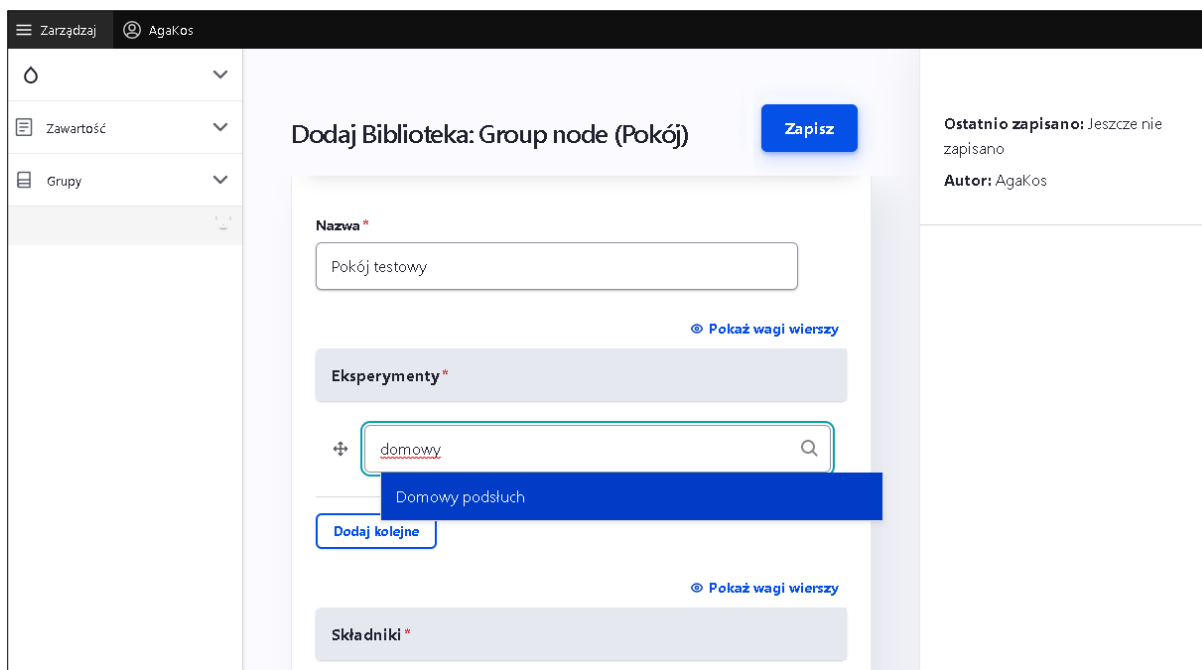 Zarządzaj
AgaKos
Zawartość
Grupy
Dodaj Biblioteka: Group node (Pokój)
Zapisz
Ostatnio zapisano: Jeszcze nie
zapisano
Autor: AgaKos
Nazwa*
Pokój testowy
Pokaż wagi wierszy
Eksperymenty*
domowy
Domowy podsłuch
Dodaj kolejne
Pokaż wagi wierszy
Składniki*